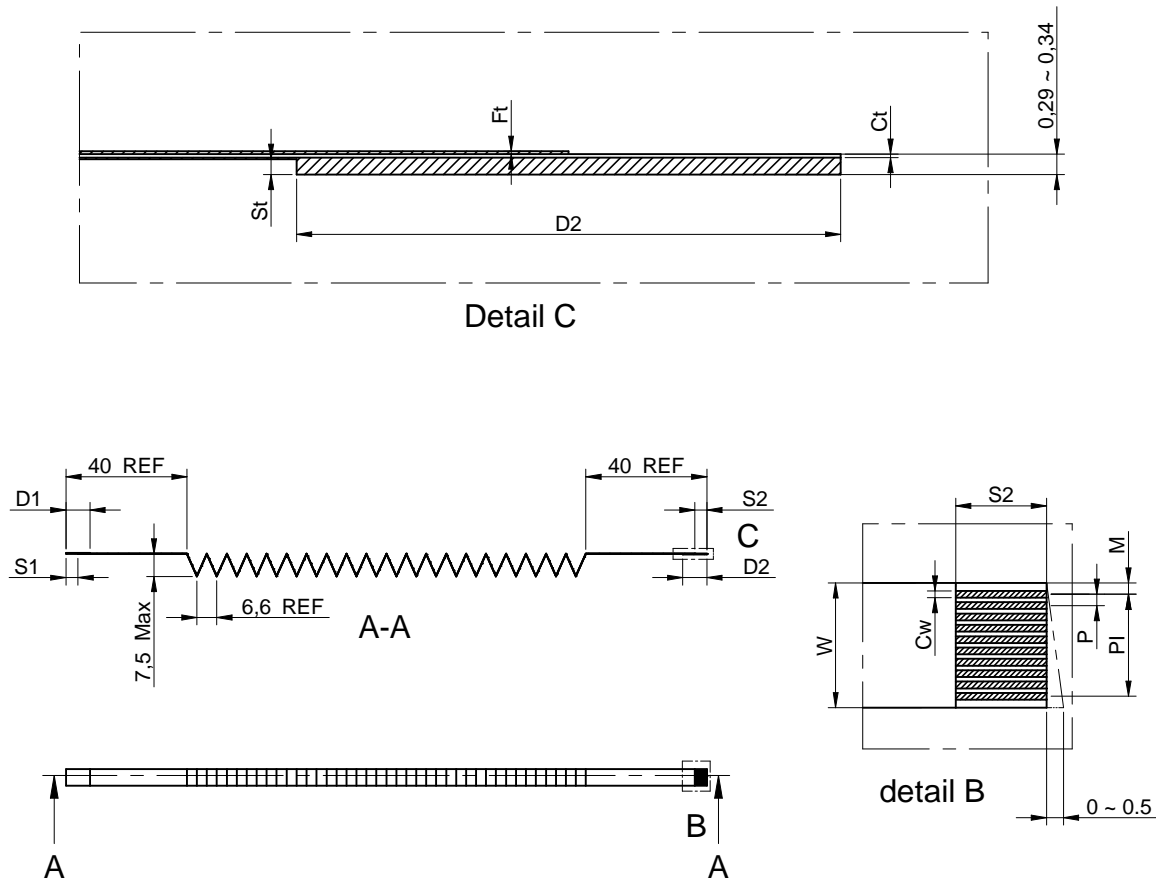 Ft
Ct
0,29 ~ 0,34
St
D2
Detail C
40 REF
40 REF
D1
S2
S2
C
M
S1
D2
7,5 Max
6,6 REF
A-A
W
Cw
P
Pl
detail B
0 ~ 0.5
B
A
A